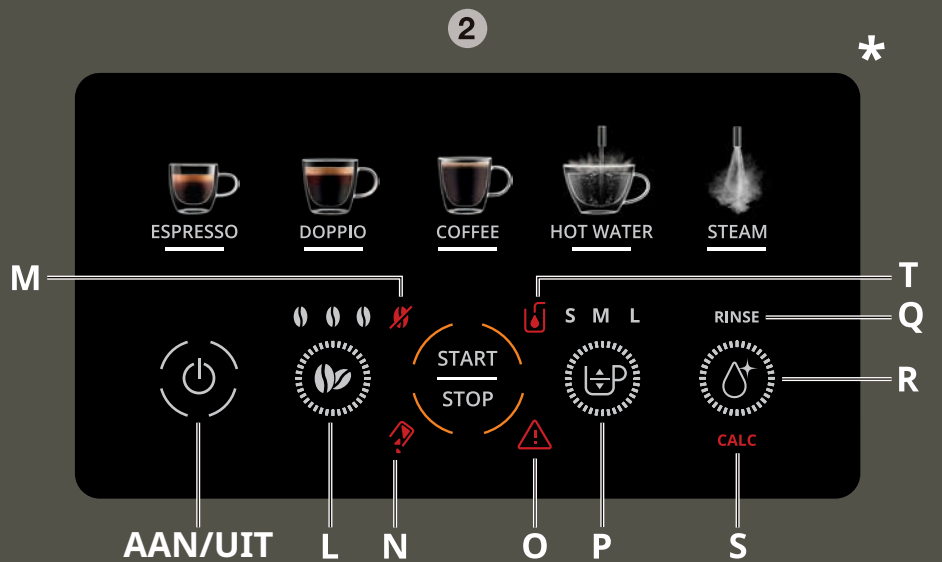 2
*
ESPRESSO DOPPIO COFFEE HOT WATER STEAM
M T
S M L RINSE Q
START
STOP
R
CALC
AAN/UIT L N O P S